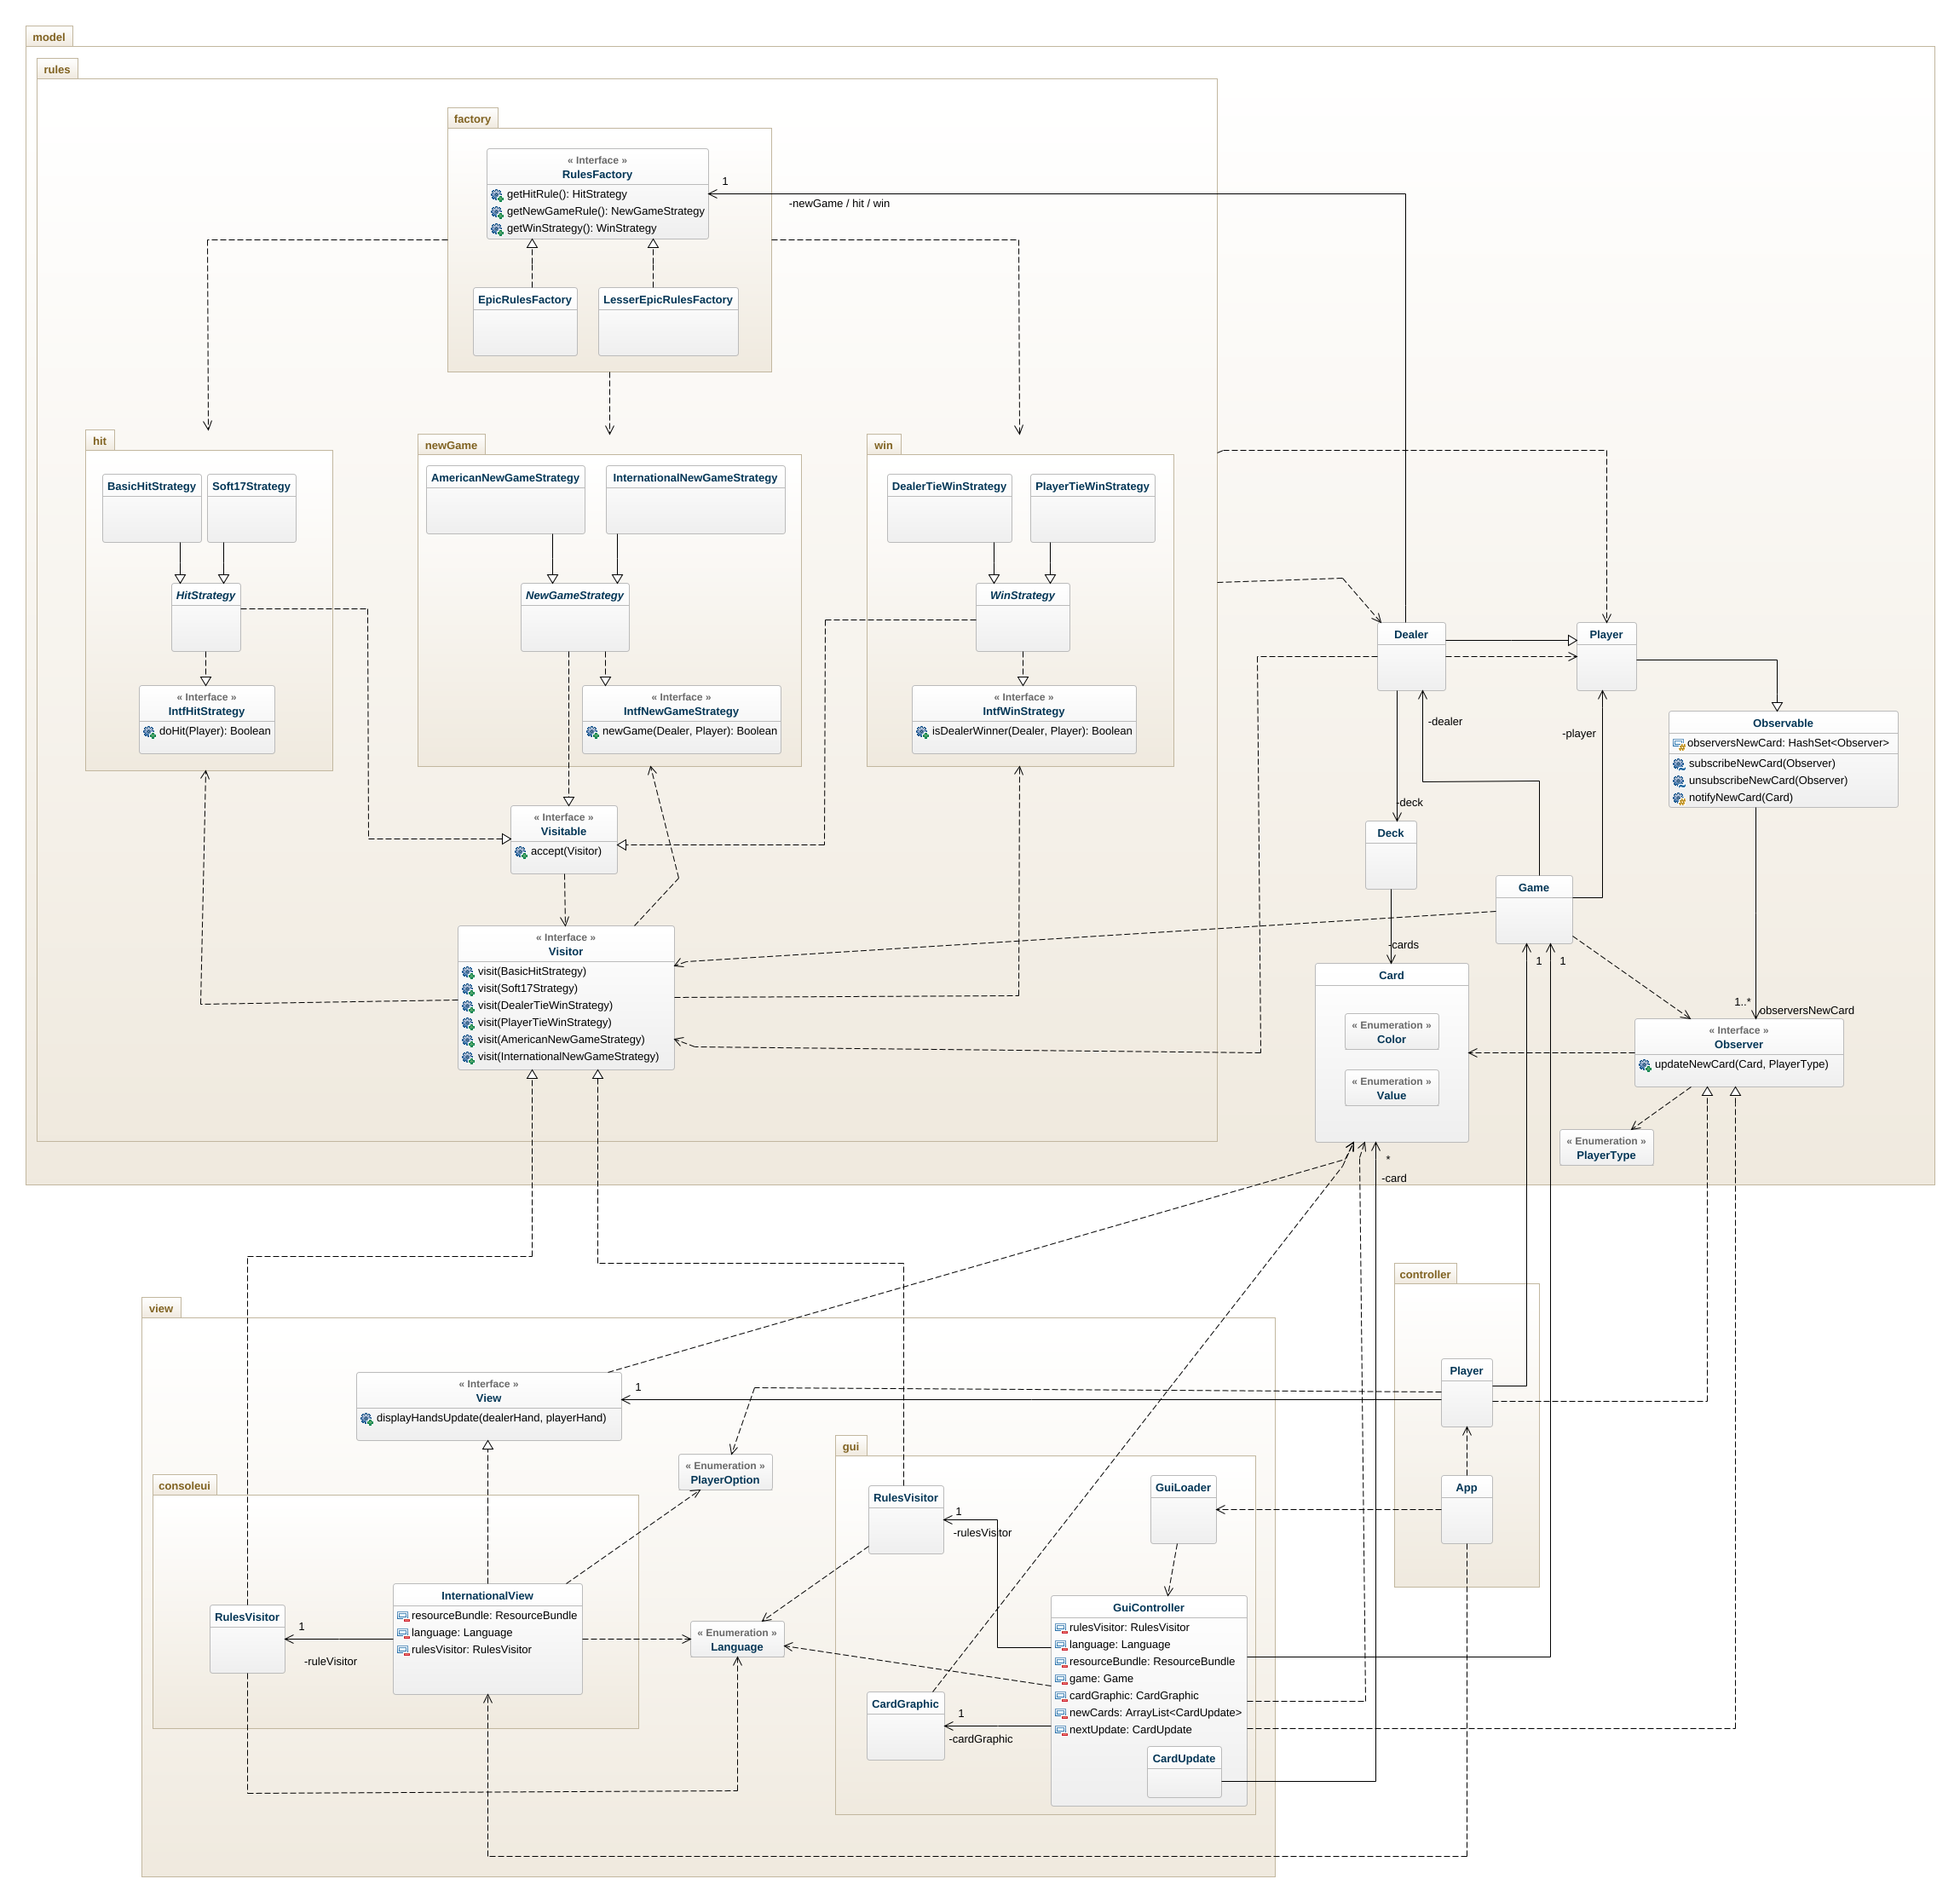 model
rules
factory
« Interface »
RulesFactory
getHitRule(): HitStrategy
getNewGameRule(): NewGameStrategy
getWinStrategy(): WinStrategy
1
-newGame / hit / win
EpicRulesFactory
LesserEpicRulesFactory
hit
BasicHitStrategy
Soft17Strategy
HitStrategy
« Interface »
IntfHitStrategy
doHit(Player): Boolean
newGame
AmericanNewGameStrategy
InternationalNewGameStrategy
NewGameStrategy
« Interface »
IntfNewGameStrategy
newGame(Dealer, Player): Boolean
win
DealerTieWinStrategy
PlayerTieWinStrategy
WinStrategy
« Interface »
IntfWinStrategy
isDealerWinner(Dealer, Player): Boolean
« Interface »
Visitable
accept(Visitor)
« Interface »
Visitor
visit(BasicHitStrategy)
visit(Soft17Strategy)
visit(DealerTieWinStrategy)
visit(PlayerTieWinStrategy)
visit(AmericanNewGameStrategy)
visit(InternationalNewGameStrategy)
Dealer
Player
-dealer
-player
Observable
observersNewCard: HashSet<Observer>
subscribeNewCard(Observer)
unsubscribeNewCard(Observer)
notifyNewCard(Card)
-deck
Deck
Game
-cards
1
1
Card
« Enumeration »
Color
« Enumeration »
Value
1..*
observersNewCard
« Interface »
Observer
updateNewCard(Card, PlayerType)
« Enumeration »
PlayerType
*
-card
controller
Player
App
view
« Interface »
View
displayHandsUpdate(dealerHand, playerHand)
1
« Enumeration »
PlayerOption
consoleui
RulesVisitor
1
-ruleVisitor
InternationalView
resourceBundle: ResourceBundle
language: Language
rulesVisitor: RulesVisitor
« Enumeration »
Language
gui
RulesVisitor
1
-rulesVisitor
GuiLoader
GuiController
rulesVisitor: RulesVisitor
language: Language
resourceBundle: ResourceBundle
game: Game
cardGraphic: CardGraphic
newCards: ArrayList<CardUpdate>
nextUpdate: CardUpdate
CardGraphic
1
-cardGraphic
CardUpdate